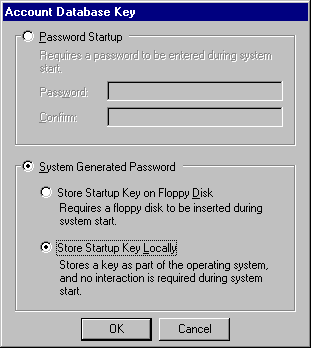 Account Database Key
Password Startup
Requires a password to be entered during system
start.
Password:
Confirm:
System Generated Password
Store Startup Key on Floppy Disk
Requires a floppy disk to be inserted during
system start.
Store Startup Key Locally
Stores a key as part of the operating system,
and no interaction is required during system
start.
OK
Cancel